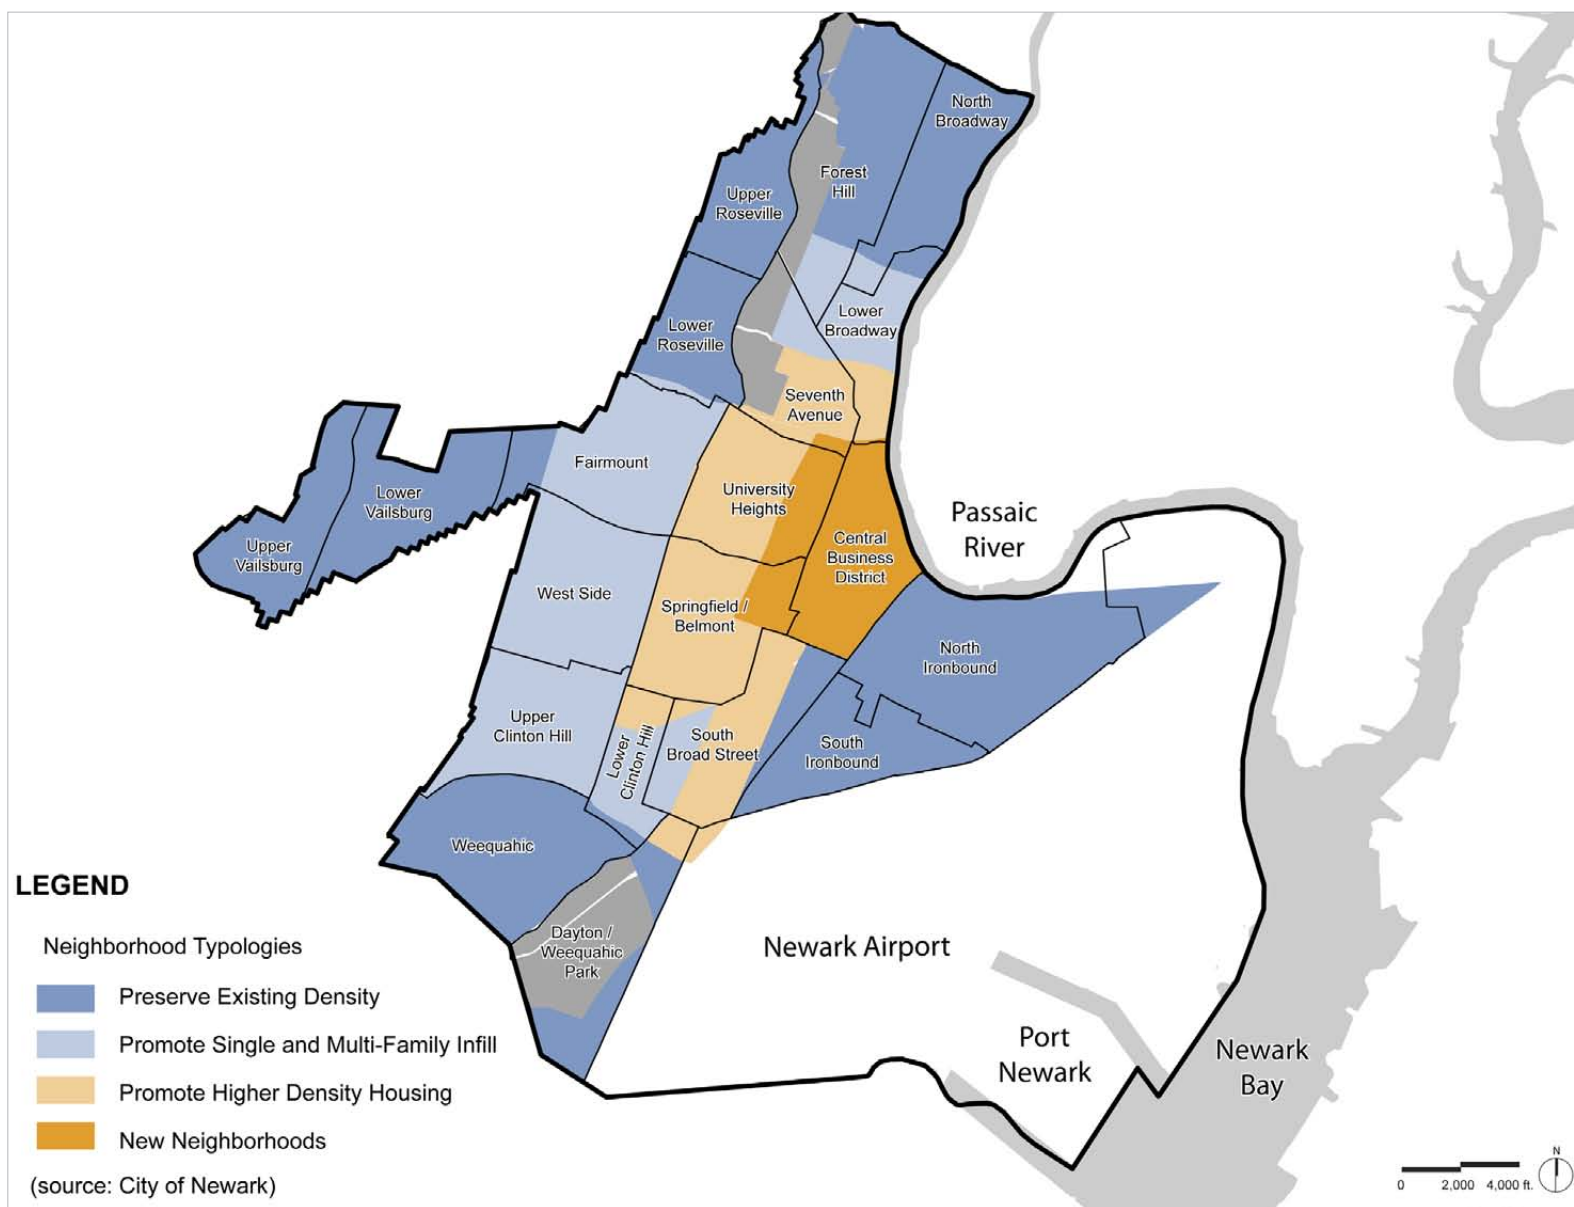 North
Broadway
Forest
Hill
Upper
Roseville
Lower
Roseville
Lower
Broadway
Seventh
Avenue
Fairmount
University
Heights
Lower
Vailsburg
Upper
Vailsburg
Central
Business
District
Passaic
River
West Side
Springfield /
Belmont
North
Ironbound
Upper
Clinton Hill
Lower
Clinton Hill
South
Broad Street
South
Ironbound
Weequahic
Dayton /
Weequahic
Park
Newark Airport
Port
Newark
Newark
Bay
LEGEND
Neighborhood Typologies
Preserve Existing Density
Promote Single and Multi-Family Infill
Promote Higher Density Housing
New Neighborhoods
(source: City of Newark)
N
0 2,000 4,000 ft.